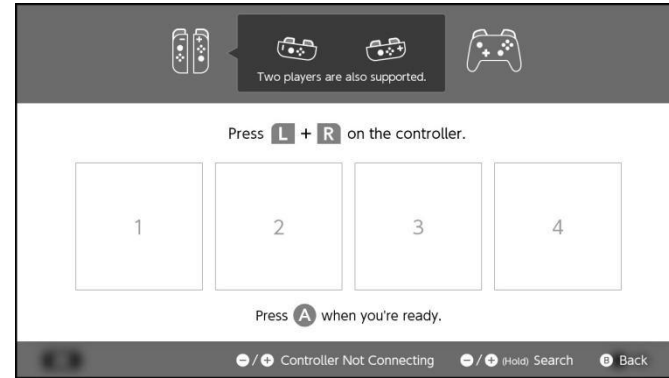 Two players are also supported.
Press L + R on the controller.
1 2 3 4
Press A when you're ready.
−/+ Controller Not Connecting −/+ (Hold) Search B Back